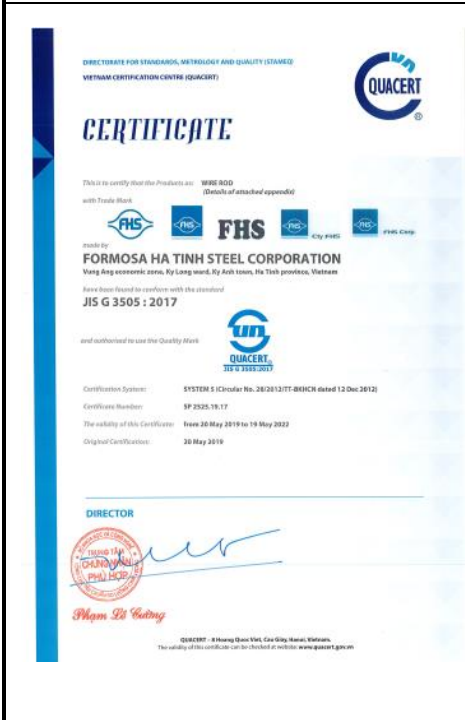 DIRECTORATE FOR STANDARDS, METROLOGY AND QUALITY (STAMEQ)
VIETNAM CERTIFICATION CENTRE (QUACERT)
QUACERT
®
CERTIFICATE
This is to certify that the Products as: WIRE ROD
(Details of attached appendix)
with Trade Mark
FHS FHS FHS FHS Cty FHS FHS FHS Corp.
made by
FORMOSA HA TINH STEEL CORPORATION
Vung Ang economic zone, Ky Long ward, Ky Anh town, Ha Tinh province, Vietnam
have been found to conform with the standard
JIS G 3505 : 2017
and authorised to use the Quality Mark
QUACERT®
JIS G 3505:2017
Certification System: SYSTEM 5 (Circular No. 28/2012/TT-BKHCN dated 12 Dec 2012)
Certificate Number: SP 2525.19.17
The validity of this Certificate: from 20 May 2019 to 19 May 2022
Original Certification: 20 May 2019
DIRECTOR
TRUNG TÂM
CHỨNG NHẬN
PHÙ HỢP
Phạm Lê Cường
QUACERT – 8 Hoang Quoc Viet, Cau Giay, Hanoi, Vietnam.
The validity of this certificate can be checked at website: www.quacert.gov.vn